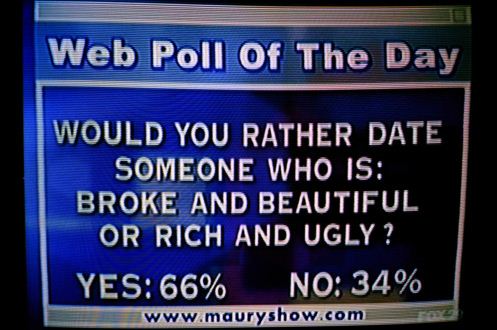 Web Poll Of The Day
WOULD YOU RATHER DATE
SOMEONE WHO IS:
BROKE AND BEAUTIFUL
OR RICH AND UGLY?
YES: 66% NO: 34%
www.mauryshow.com